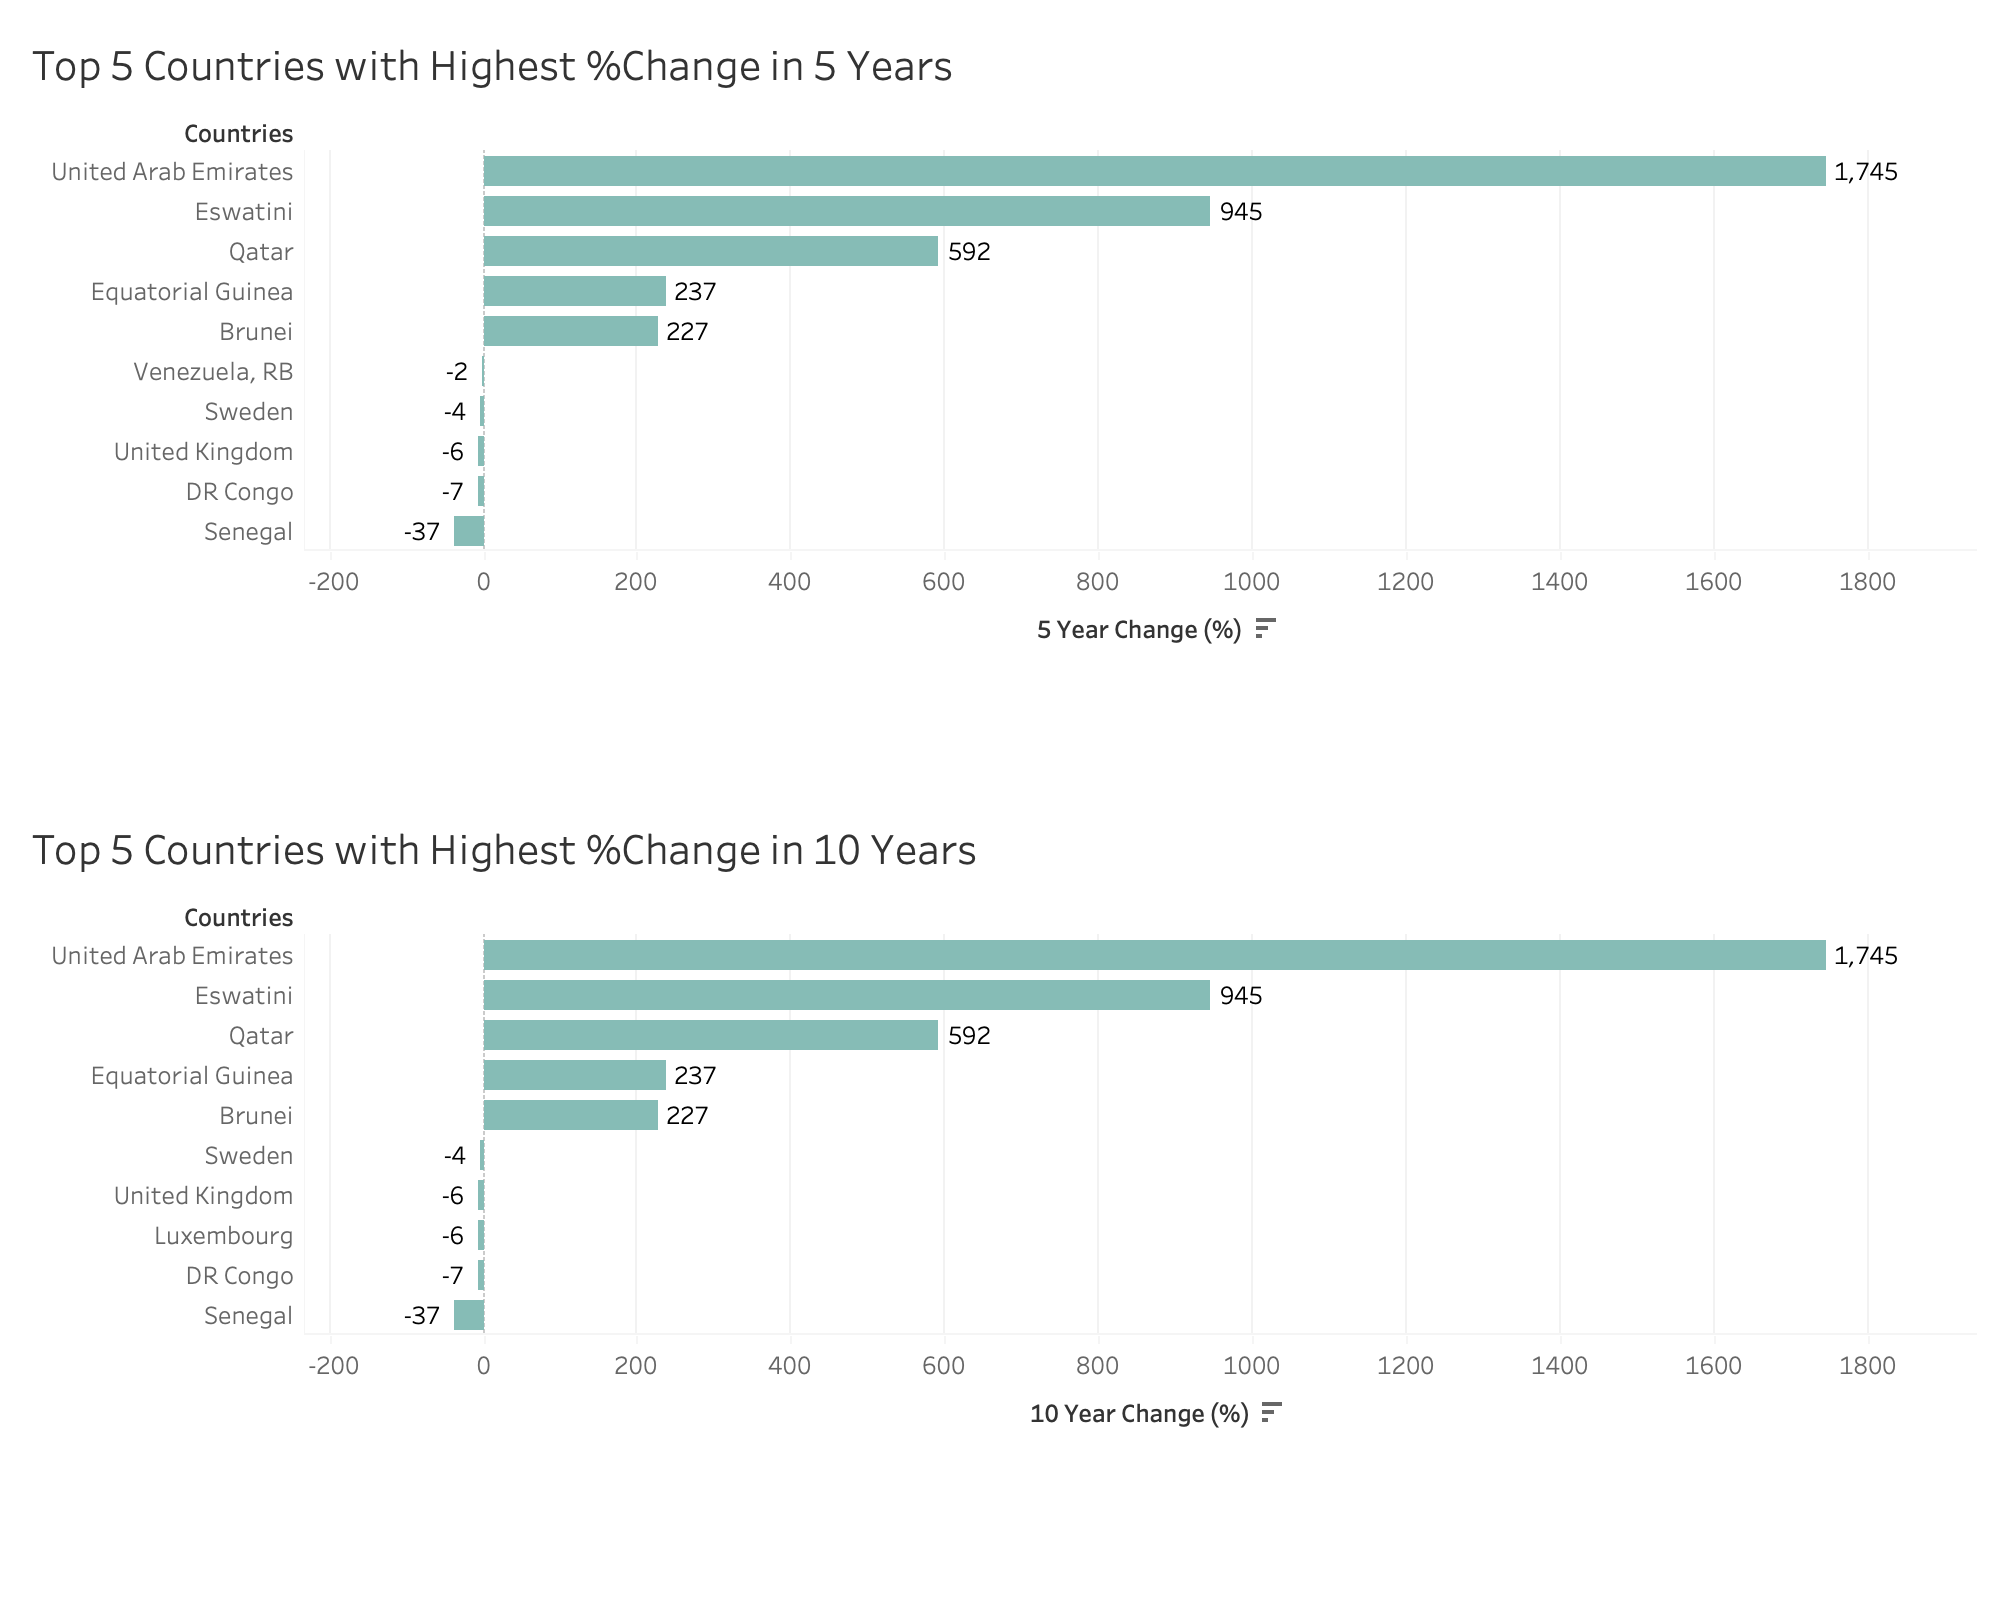 Top 5 Countries with Highest %Change in 5 Years
Countries
United Arab Emirates 1,745
Eswatini 945
Qatar 592
Equatorial Guinea 237
Brunei 227
Venezuela, RB -2
Sweden -4
United Kingdom -6
DR Congo -7
Senegal -37
-200 0 200 400 600 800 1000 1200 1400 1600 1800
5 Year Change (%)
Top 5 Countries with Highest %Change in 10 Years
Countries
United Arab Emirates 1,745
Eswatini 945
Qatar 592
Equatorial Guinea 237
Brunei 227
Sweden -4
United Kingdom -6
Luxembourg -6
DR Congo -7
Senegal -37
-200 0 200 400 600 800 1000 1200 1400 1600 1800
10 Year Change (%)